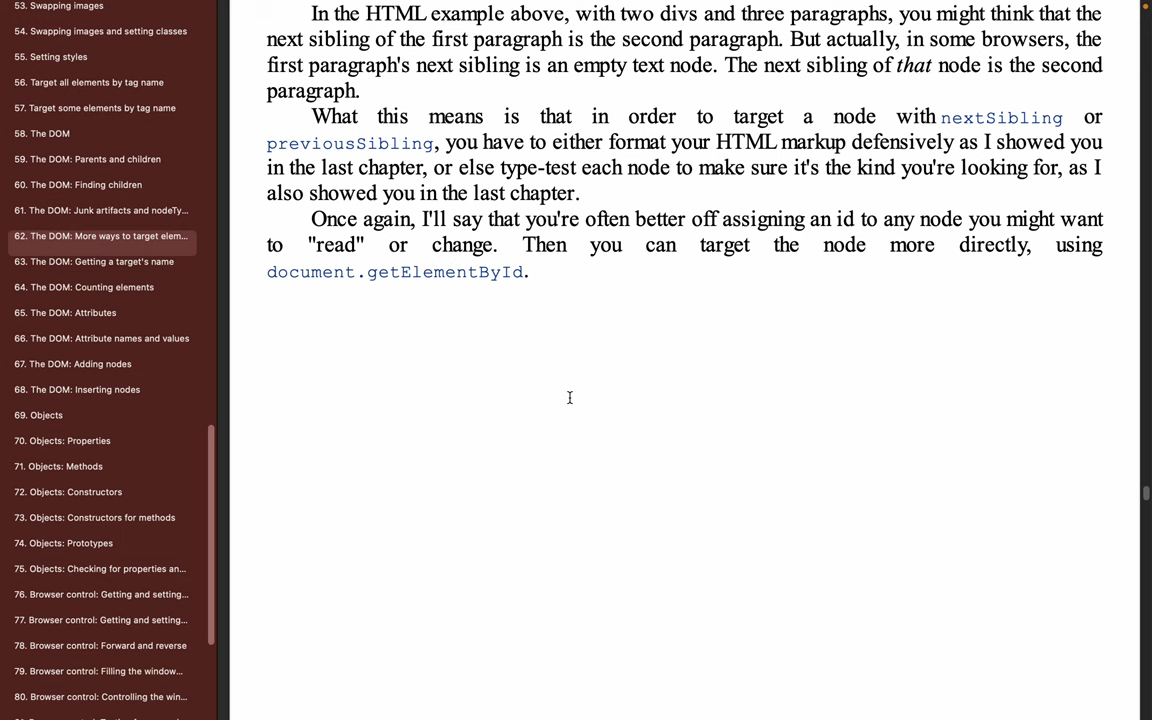 53. Swapping images
54. Swapping images and setting classes
55. Setting styles
56. Target all elements by tag name
57. Target some elements by tag name
58. The DOM
59. The DOM: Parents and children
60. The DOM: Finding children
61. The DOM: Junk artifacts and nodeTy...
62. The DOM: More ways to target elem...
63. The DOM: Getting a target's name
64. The DOM: Counting elements
65. The DOM: Attributes
66. The DOM: Attribute names and values
67. The DOM: Adding nodes
68. The DOM: Inserting nodes
69. Objects
70. Objects: Properties
71. Objects: Methods
72. Objects: Constructors
73. Objects: Constructors for methods
74. Objects: Prototypes
75. Objects: Checking for properties an...
76. Browser control: Getting and setting...
77. Browser control: Getting and setting...
78. Browser control: Forward and reverse
79. Browser control: Filling the window...
80. Browser control: Controlling the win...
In the HTML example above, with two divs and three paragraphs, you might think that the
next sibling of the first paragraph is the second paragraph. But actually, in some browsers, the
first paragraph's next sibling is an empty text node. The next sibling of that node is the second
paragraph.
What this means is that in order to target a node with nextSibling or
previousSibling, you have to either format your HTML markup defensively as I showed you
in the last chapter, or else type-test each node to make sure it's the kind you're looking for, as I
also showed you in the last chapter.
Once again, I'll say that you're often better off assigning an id to any node you might want
to "read" or change. Then you can target the node more directly, using
document.getElementById.